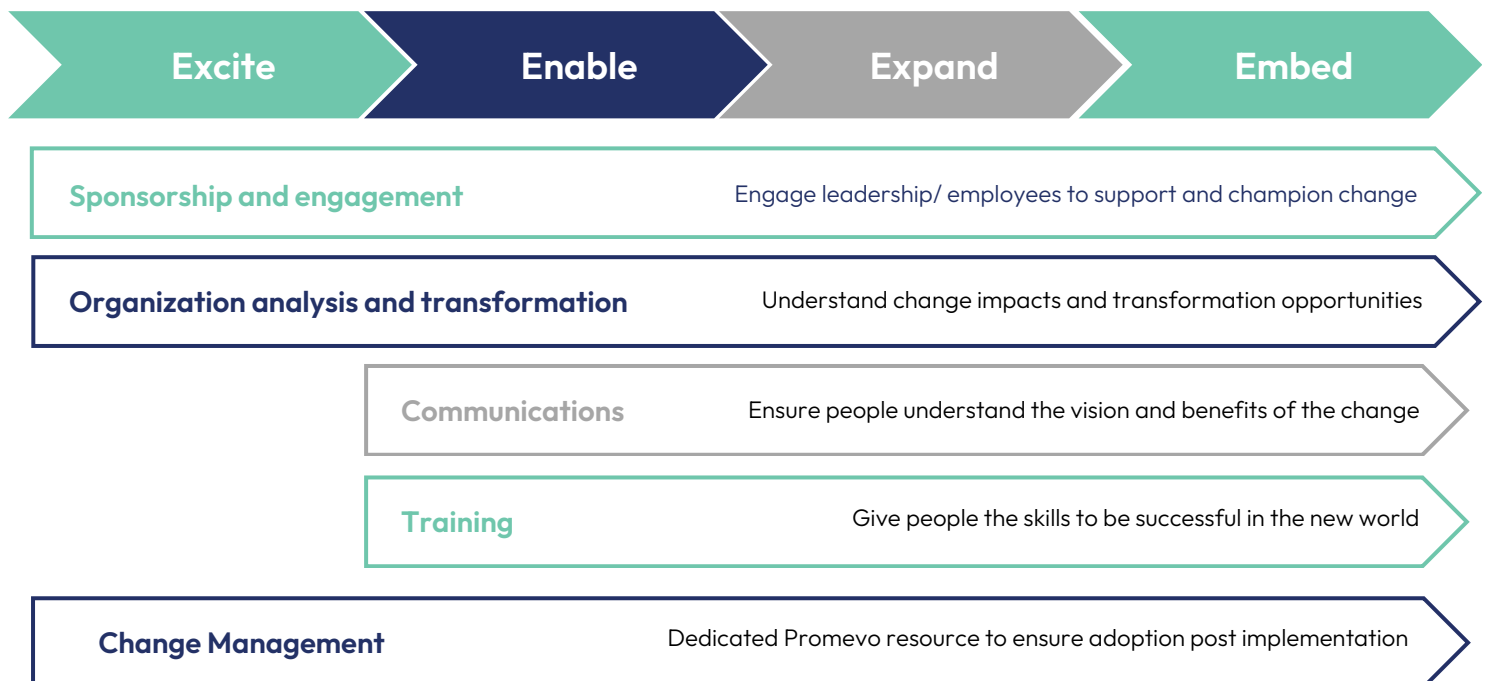 Excite
Enable
Expand
Embed
Sponsorship and engagement
Engage leadership/ employees to support and champion change
Organization analysis and transformation
Understand change impacts and transformation opportunities
Communications
Ensure people understand the vision and benefits of the change
Training
Give people the skills to be successful in the new world
Change Management
Dedicated Promevo resource to ensure adoption post implementation